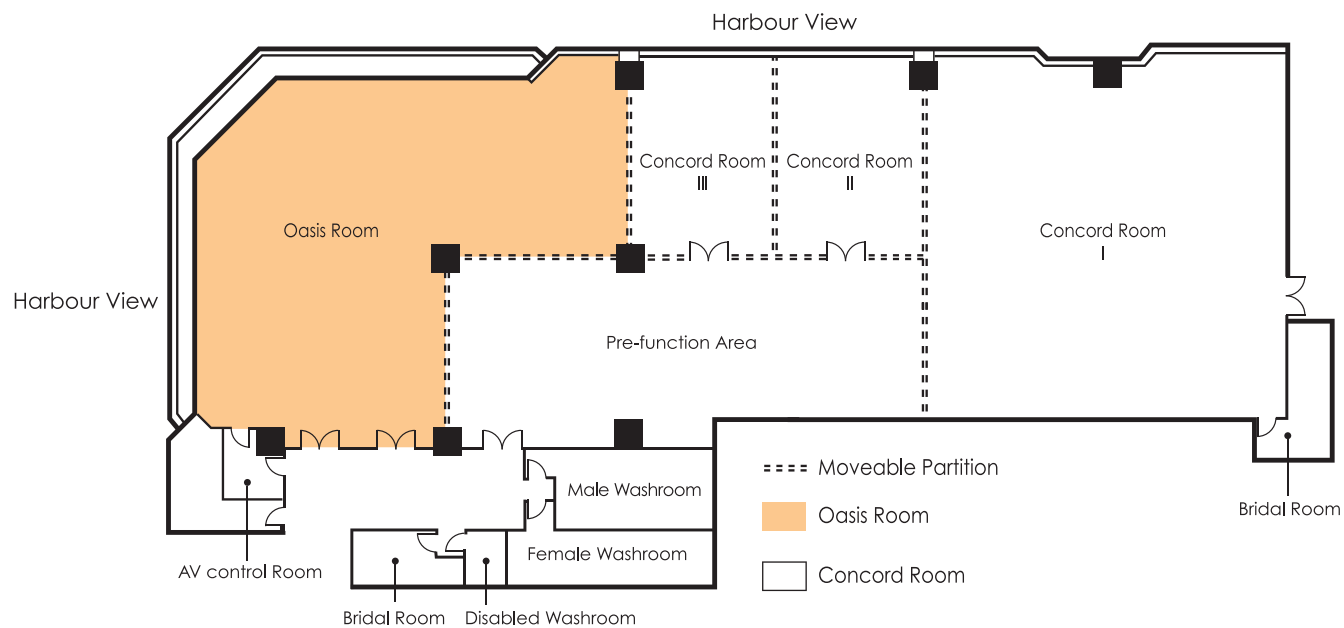 Harbour View
Concord Room
III
Concord Room
II
Oasis Room
Concord Room
I
Harbour View
Pre-function Area
Moveable Partition
Male Washroom
Oasis Room
Bridal Room
Female Washroom
AV control Room
Concord Room
Bridal Room
Disabled Washroom